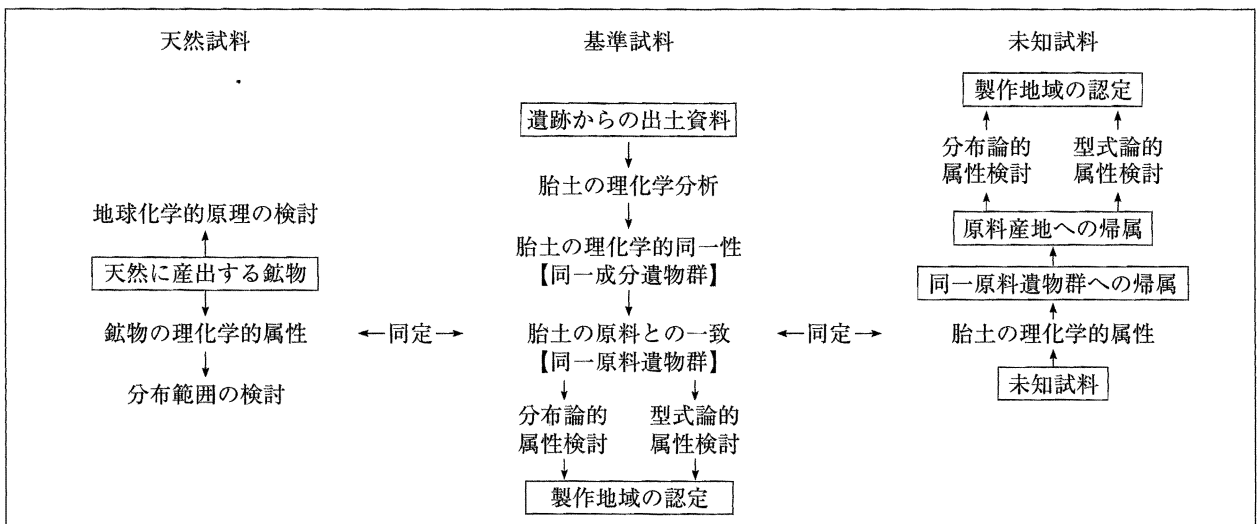 天然試料
地球化学的原理の検討
天然に産出する鉱物
鉱物の理化学的属性
分布範囲の検討
←同定→
基準試料
遺跡からの出土資料
胎土の理化学分析
胎土の理化学的同一性
【同一成分遺物群】
胎土の原料との一致
【同一原料遺物群】
分布論的
属性検討
型式論的
属性検討
製作地域の認定
←同定→
未知試料
製作地域の認定
分布論的
属性検討
型式論的
属性検討
原料産地への帰属
同一原料遺物群への帰属
胎土の理化学的属性
未知試料